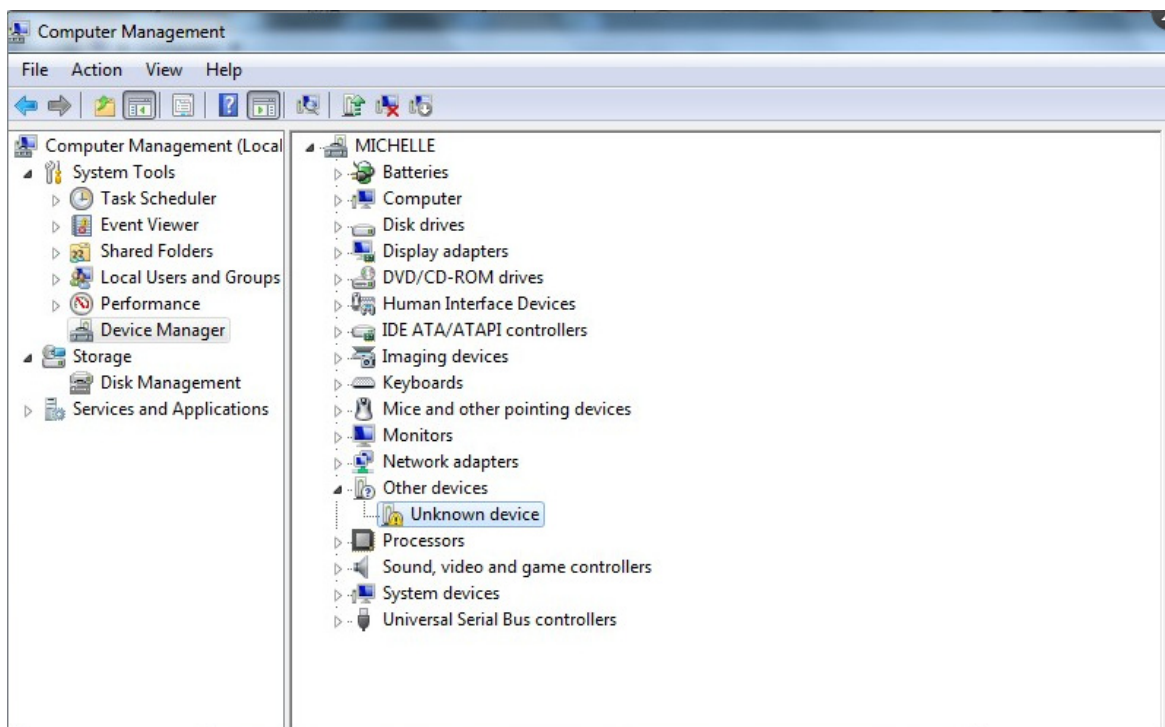 Computer Management
File Action View Help
Computer Management (Local
System Tools
Task Scheduler
Event Viewer
Shared Folders
Local Users and Groups
Performance
Device Manager
Storage
Disk Management
Services and Applications
MICHELLE
Batteries
Computer
Disk drives
Display adapters
DVD/CD-ROM drives
Human Interface Devices
IDE ATA/ATAPI controllers
Imaging devices
Keyboards
Mice and other pointing devices
Monitors
Network adapters
Other devices
Unknown device
Processors
Sound, video and game controllers
System devices
Universal Serial Bus controllers